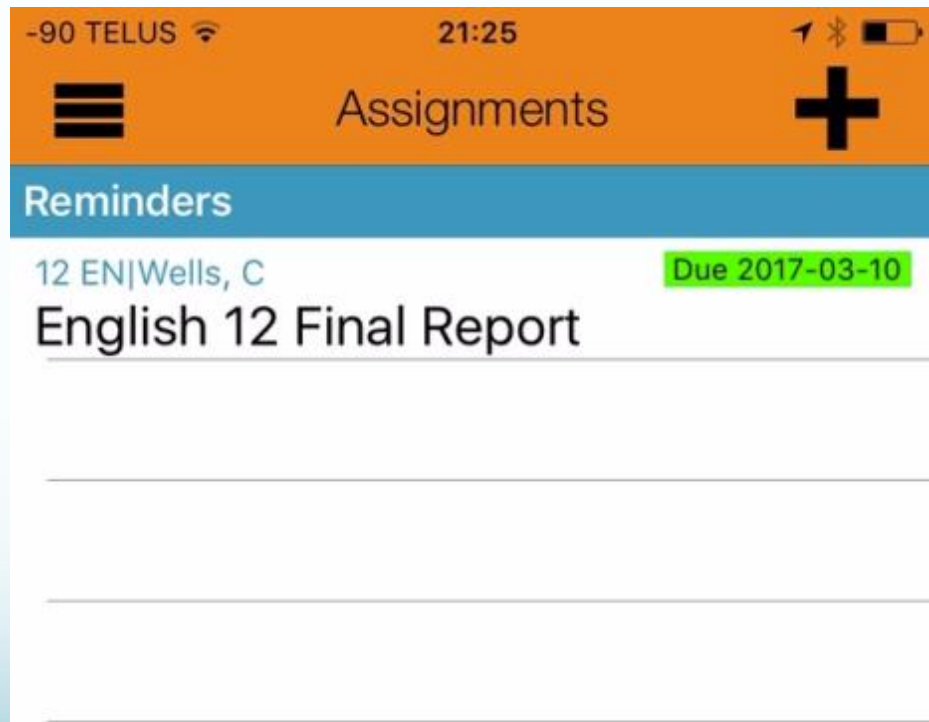 -90 TELUS 21:25
Assignments
Reminders
12 EN|Wells, C Due 2017-03-10
English 12 Final Report